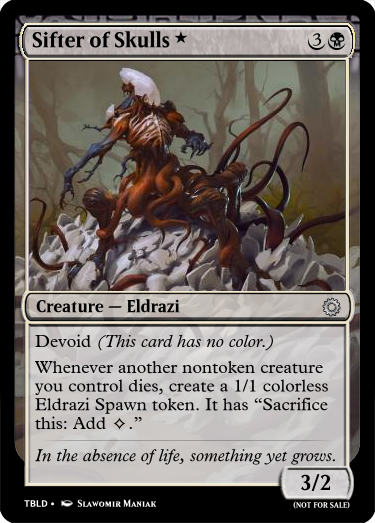 Sifter of Skulls ★ 3
Creature — Eldrazi
Devoid (This card has no color.)
Whenever another nontoken creature
you control dies, create a 1/1 colorless
Eldrazi Spawn token. It has “Sacrifice
this: Add .”
In the absence of life, something yet grows.
3/2
TBLD • Slawomir Maniak
(NOT FOR SALE)